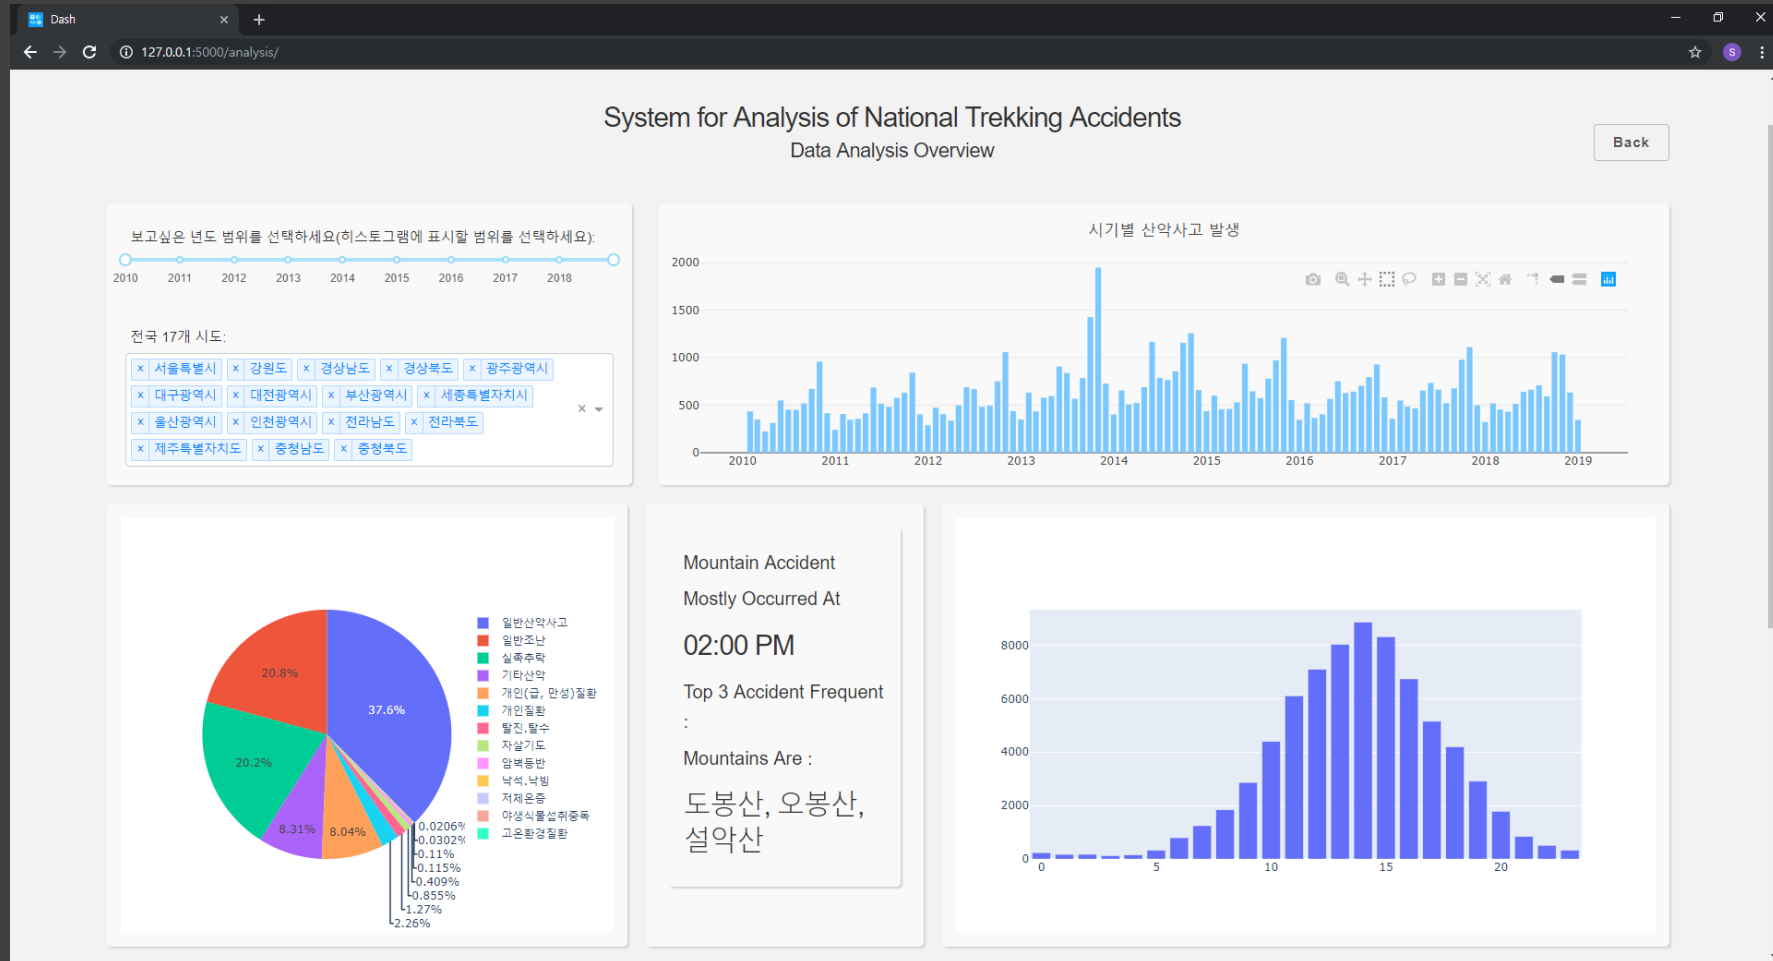 Dash
127.0.0.1:5000/analysis/
S
System for Analysis of National Trekking Accidents
Data Analysis Overview
Back
보고싶은 년도 범위를 선택하세요(히스토그램에 표시할 범위를 선택하세요):
2010 2011 2012 2013 2014 2015 2016 2017 2018
전국 17개 시도:
× 서울특별시 × 강원도 × 경상남도 × 경상북도 × 광주광역시
× 대구광역시 × 대전광역시 × 부산광역시 × 세종특별자치시
× 울산광역시 × 인천광역시 × 전라남도 × 전라북도
× 제주특별자치도 × 충청남도 × 충청북도
시기별 산악사고 발생
2000
1500
1000
500
0
2010 2011 2012 2013 2014 2015 2016 2017 2018 2019
37.6%
20.8%
20.2%
8.31%
8.04%
0.0206%
0.0302%
0.11%
0.115%
0.409%
0.855%
1.27%
2.26%
일반산악사고
일반조난
실족추락
기타산악
개인(급, 만성)질환
개인질환
탈진.탈수
자살기도
암벽등반
낙석.낙빙
저체온증
야생식물섭취중독
고온환경질환
Mountain Accident
Mostly Occurred At
02:00 PM
Top 3 Accident Frequent
:
Mountains Are :
도봉산, 오봉산,
설악산
8000
6000
4000
2000
0
0 5 10 15 20